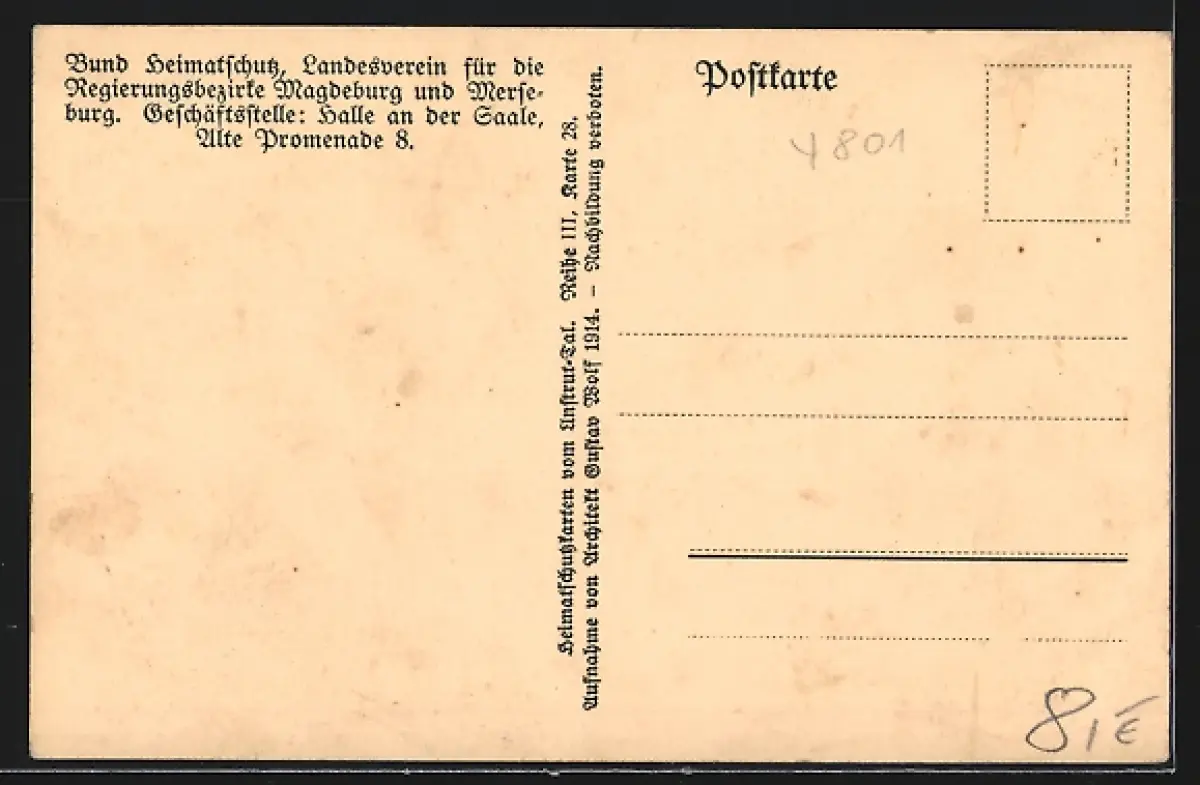 Bund Heimatschutz, Landesverein für die
Regierungsbezirke Magdeburg und Merse-
burg. Geschäftsstelle: Halle an der Saale,
Alte Promenade 8.
Heimatschutzkarten vom Unstrut-Tal. Reihe III, Karte 28.
Aufnahme von Architekt Gustav Wolf 1914. – Nachbildung verboten.
Postkarte
4801